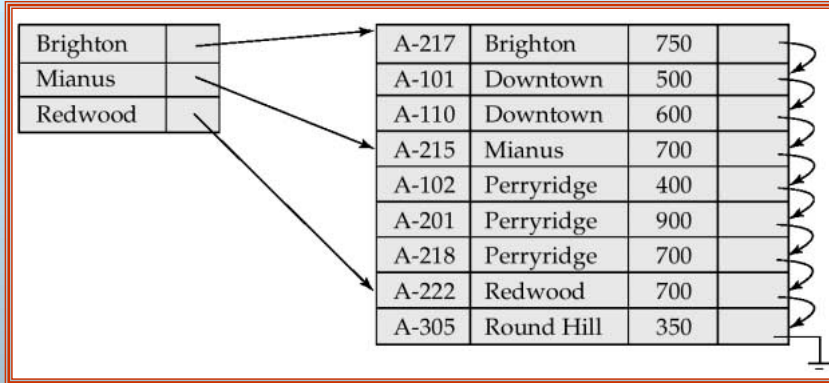 Brighton
Mianus
Redwood
A-217 Brighton 750
A-101 Downtown 500
A-110 Downtown 600
A-215 Mianus 700
A-102 Perryridge 400
A-201 Perryridge 900
A-218 Perryridge 700
A-222 Redwood 700
A-305 Round Hill 350